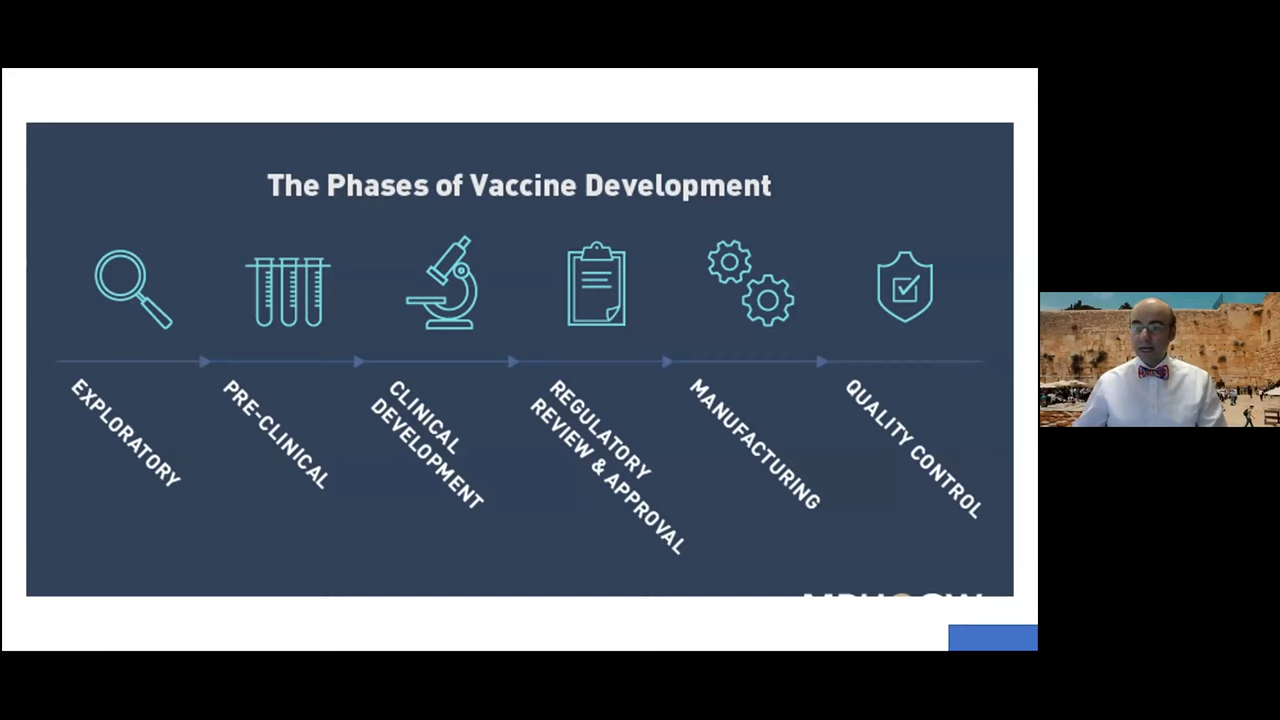 The Phases of Vaccine Development
EXPLORATORY
PRE-CLINICAL
CLINICAL
DEVELOPMENT
REGULATORY
REVIEW & APPROVAL
MANUFACTURING
QUALITY CONTROL